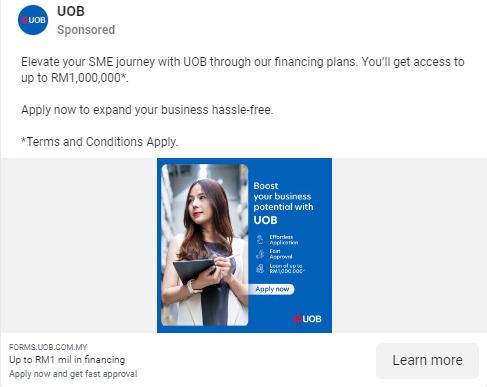 UOB
UOB
Sponsored
Elevate your SME journey with UOB through our financing plans. You'll get access to
up to RM1,000,000*.
Apply now to expand your business hassle-free.
*Terms and Conditions Apply.
Boost
your business
potential with
UOB
Effortless
Application
Fast
Approval
Loan of up to
RM1,000,000*
Apply now
UOB
FORMS.UOB.COM.MY
Up to RM1 mil in financing
Apply now and get fast approval
Learn more